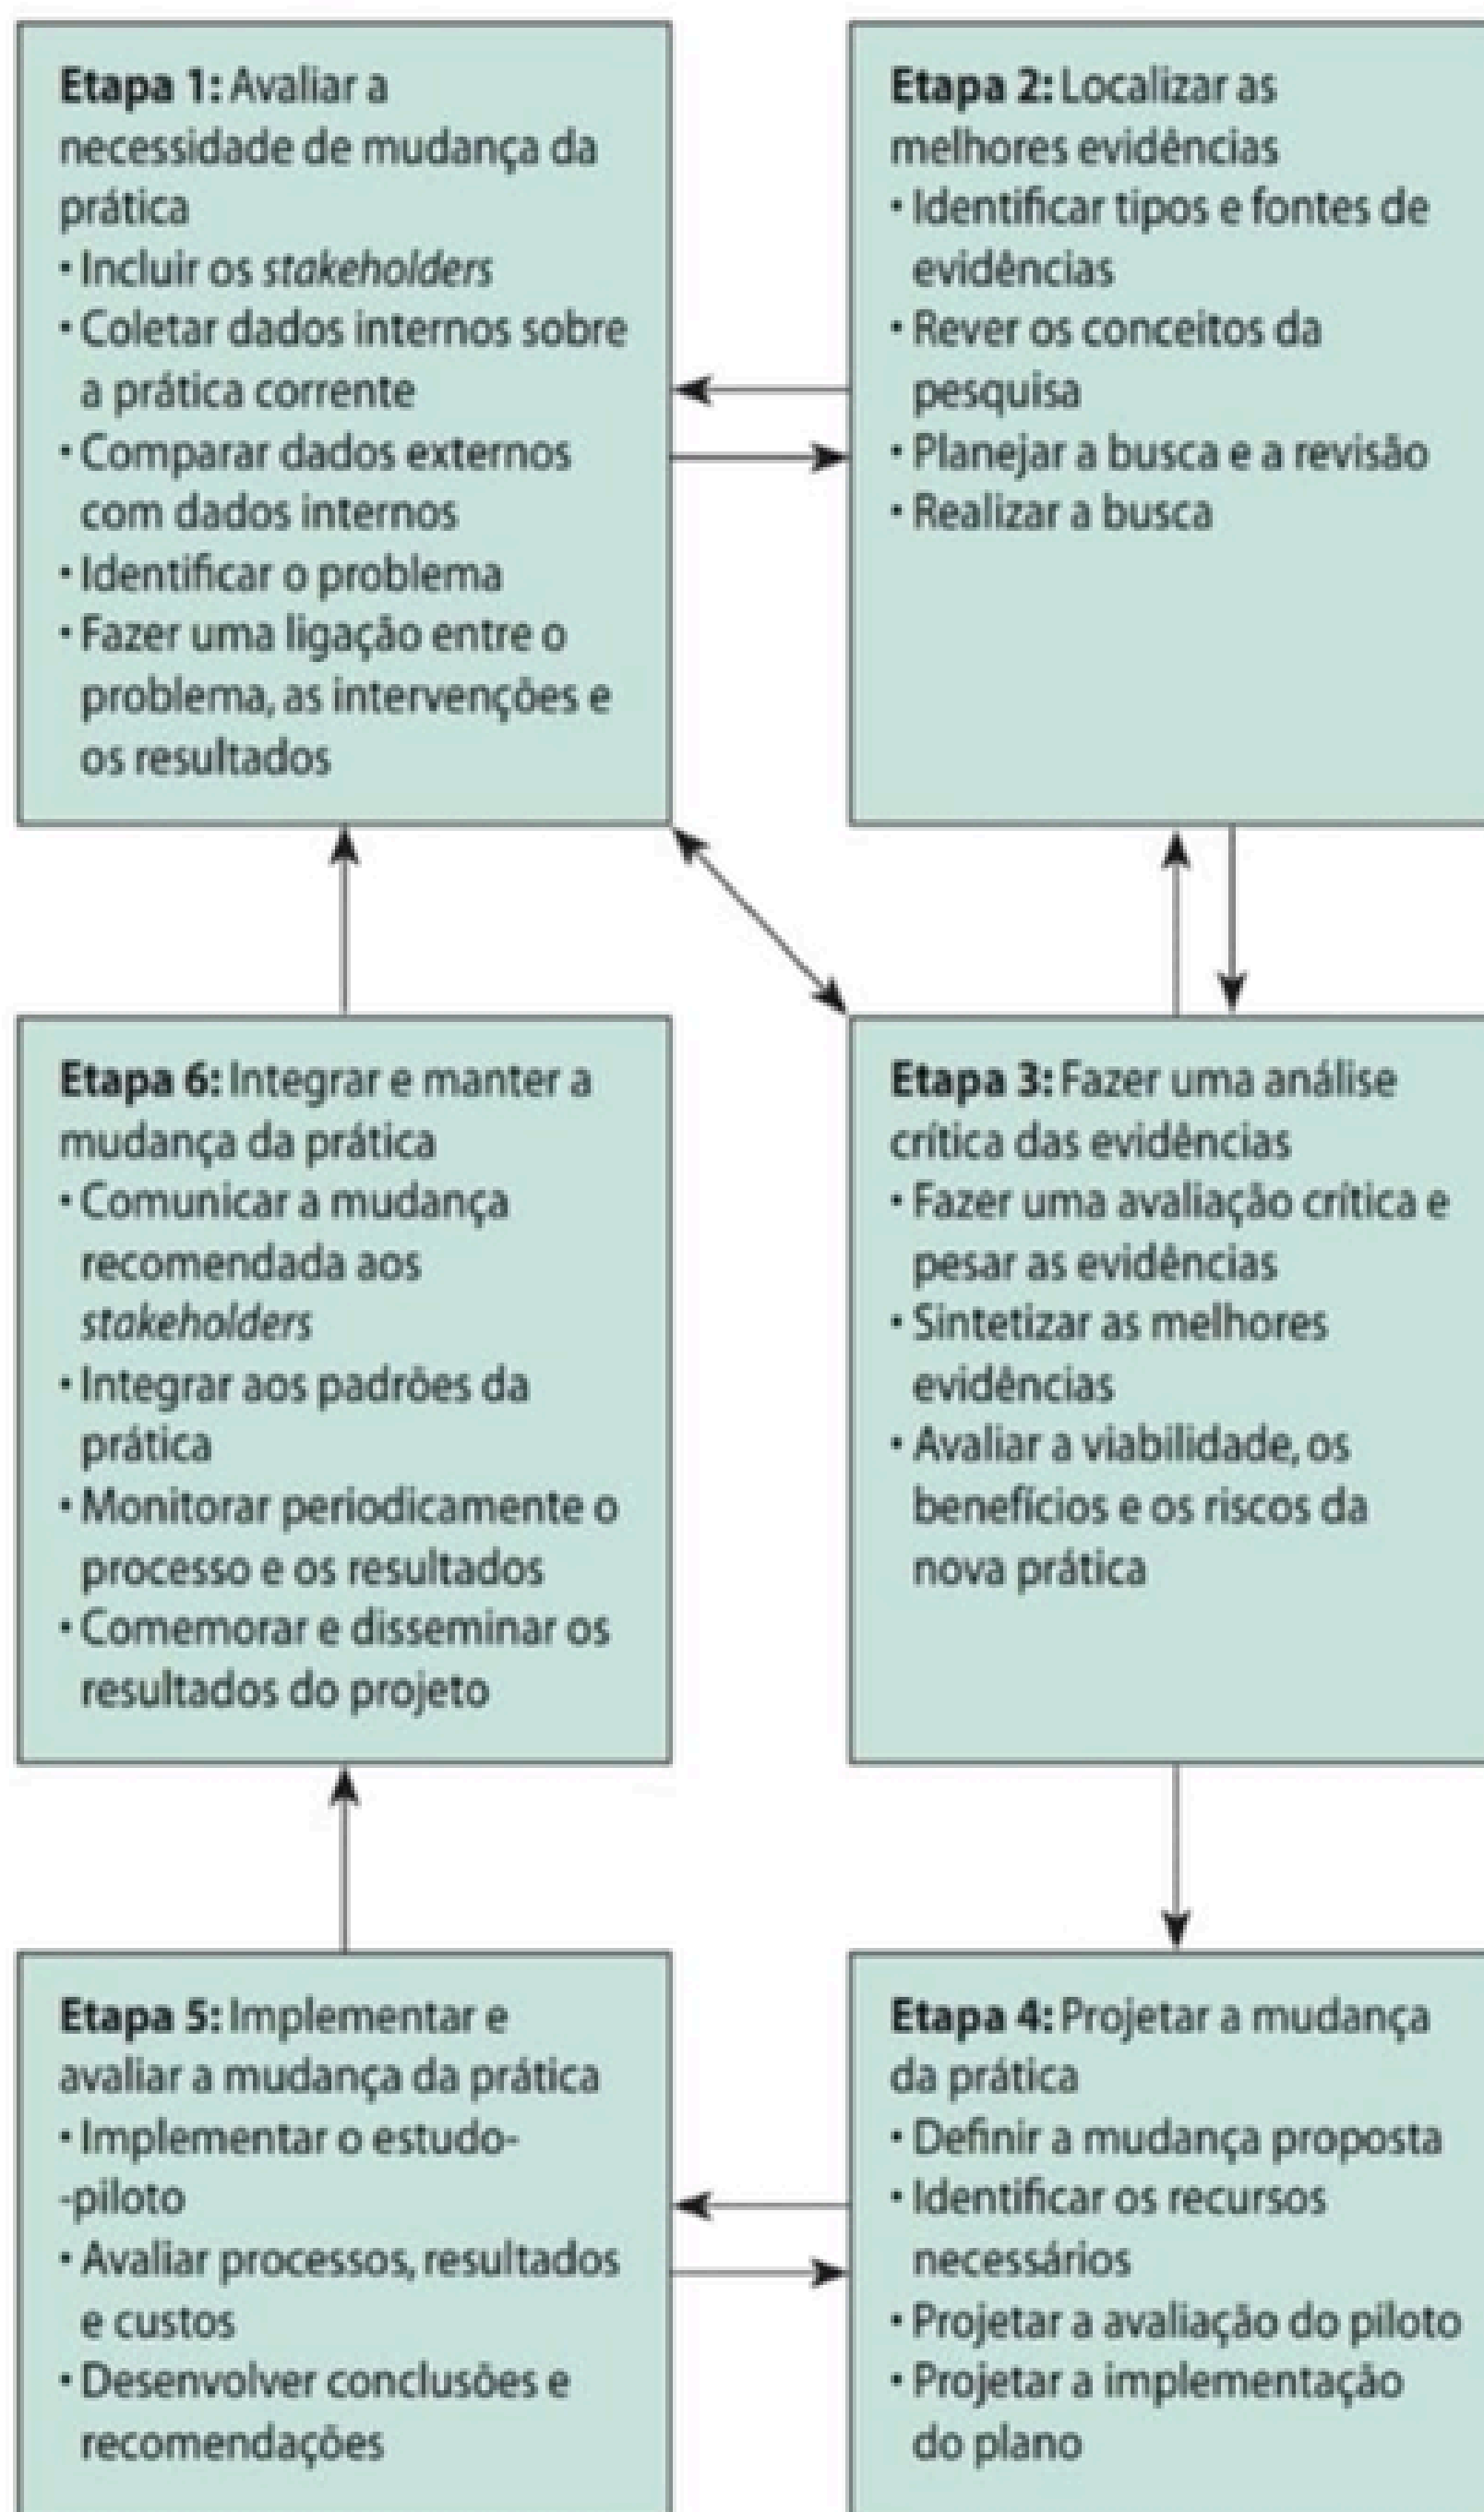 Etapa 1: Avaliar a
necessidade de mudança da
prática
• Incluir os stakeholders
• Coletar dados internos sobre
a prática corrente
• Comparar dados externos
com dados internos
• Identificar o problema
• Fazer uma ligação entre o
problema, as intervenções e
os resultados
Etapa 2: Localizar as
melhores evidências
• Identificar tipos e fontes de
evidências
• Rever os conceitos da
pesquisa
• Planejar a busca e a revisão
• Realizar a busca
Etapa 3: Fazer uma análise
crítica das evidências
• Fazer uma avaliação crítica e
pesar as evidências
• Sintetizar as melhores
evidências
• Avaliar a viabilidade, os
benefícios e os riscos da
nova prática
Etapa 4: Projetar a mudança
da prática
• Definir a mudança proposta
• Identificar os recursos
necessários
• Projetar a avaliação do piloto
• Projetar a implementação
do plano
Etapa 5: Implementar e
avaliar a mudança da prática
• Implementar o estudo-
-piloto
• Avaliar processos, resultados
e custos
• Desenvolver conclusões e
recomendações
Etapa 6: Integrar e manter a
mudança da prática
• Comunicar a mudança
recomendada aos
stakeholders
• Integrar aos padrões da
prática
• Monitorar periodicamente o
processo e os resultados
• Comemorar e disseminar os
resultados do projeto